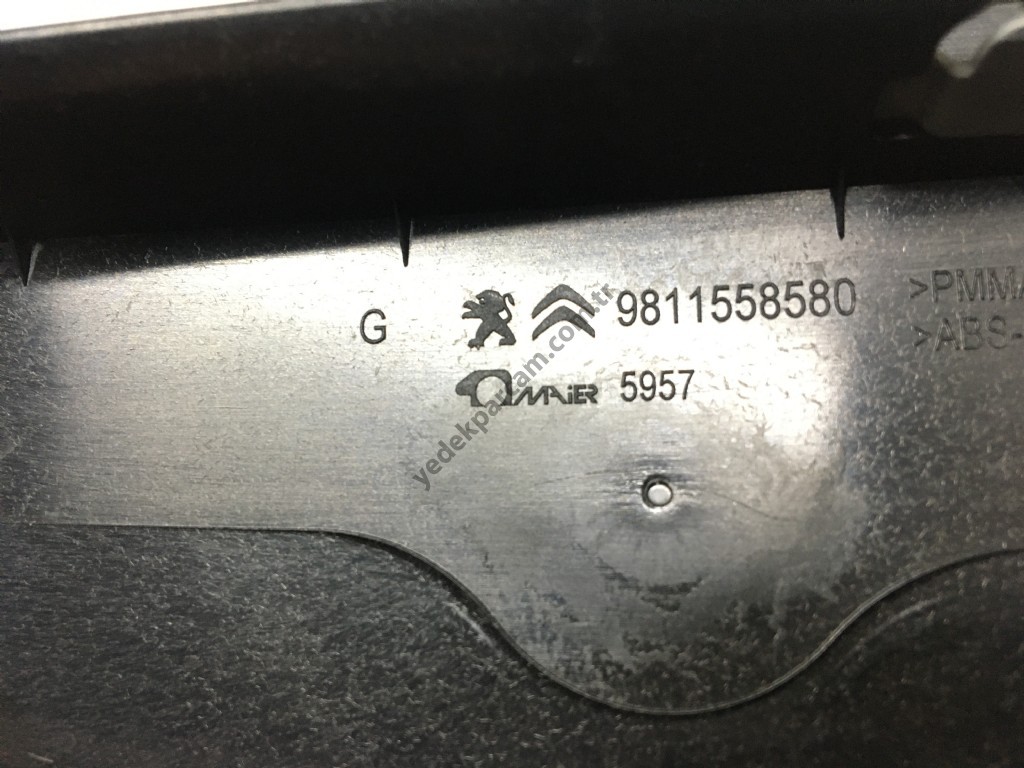 G 9811558580 >PMMA
MAIER 5957 >ABS-
yedekparcam.com.tr